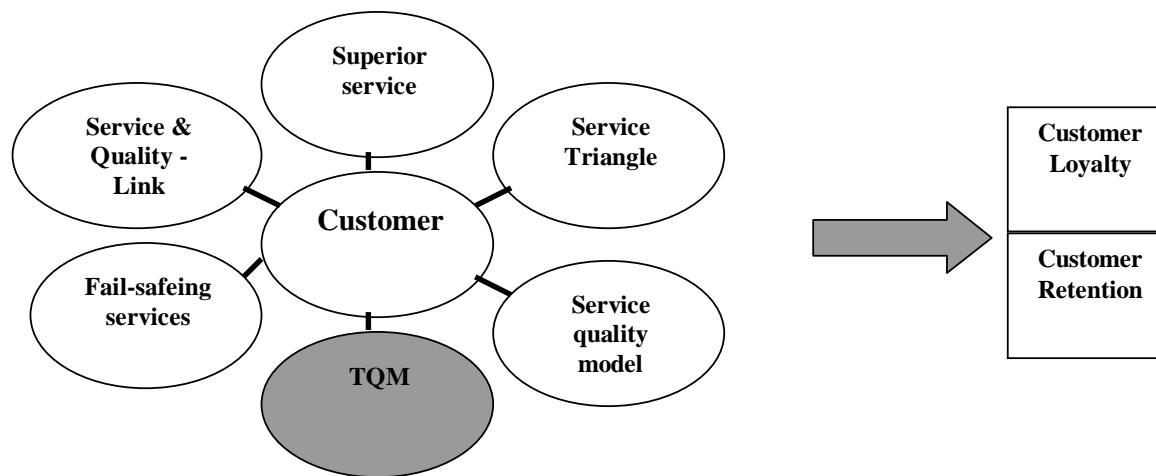 Superior
service
Service &
Quality -
Link
Service
Triangle
Customer
Fail-safeing
services
Service
quality
model
TQM
Customer
Loyalty
Customer
Retention